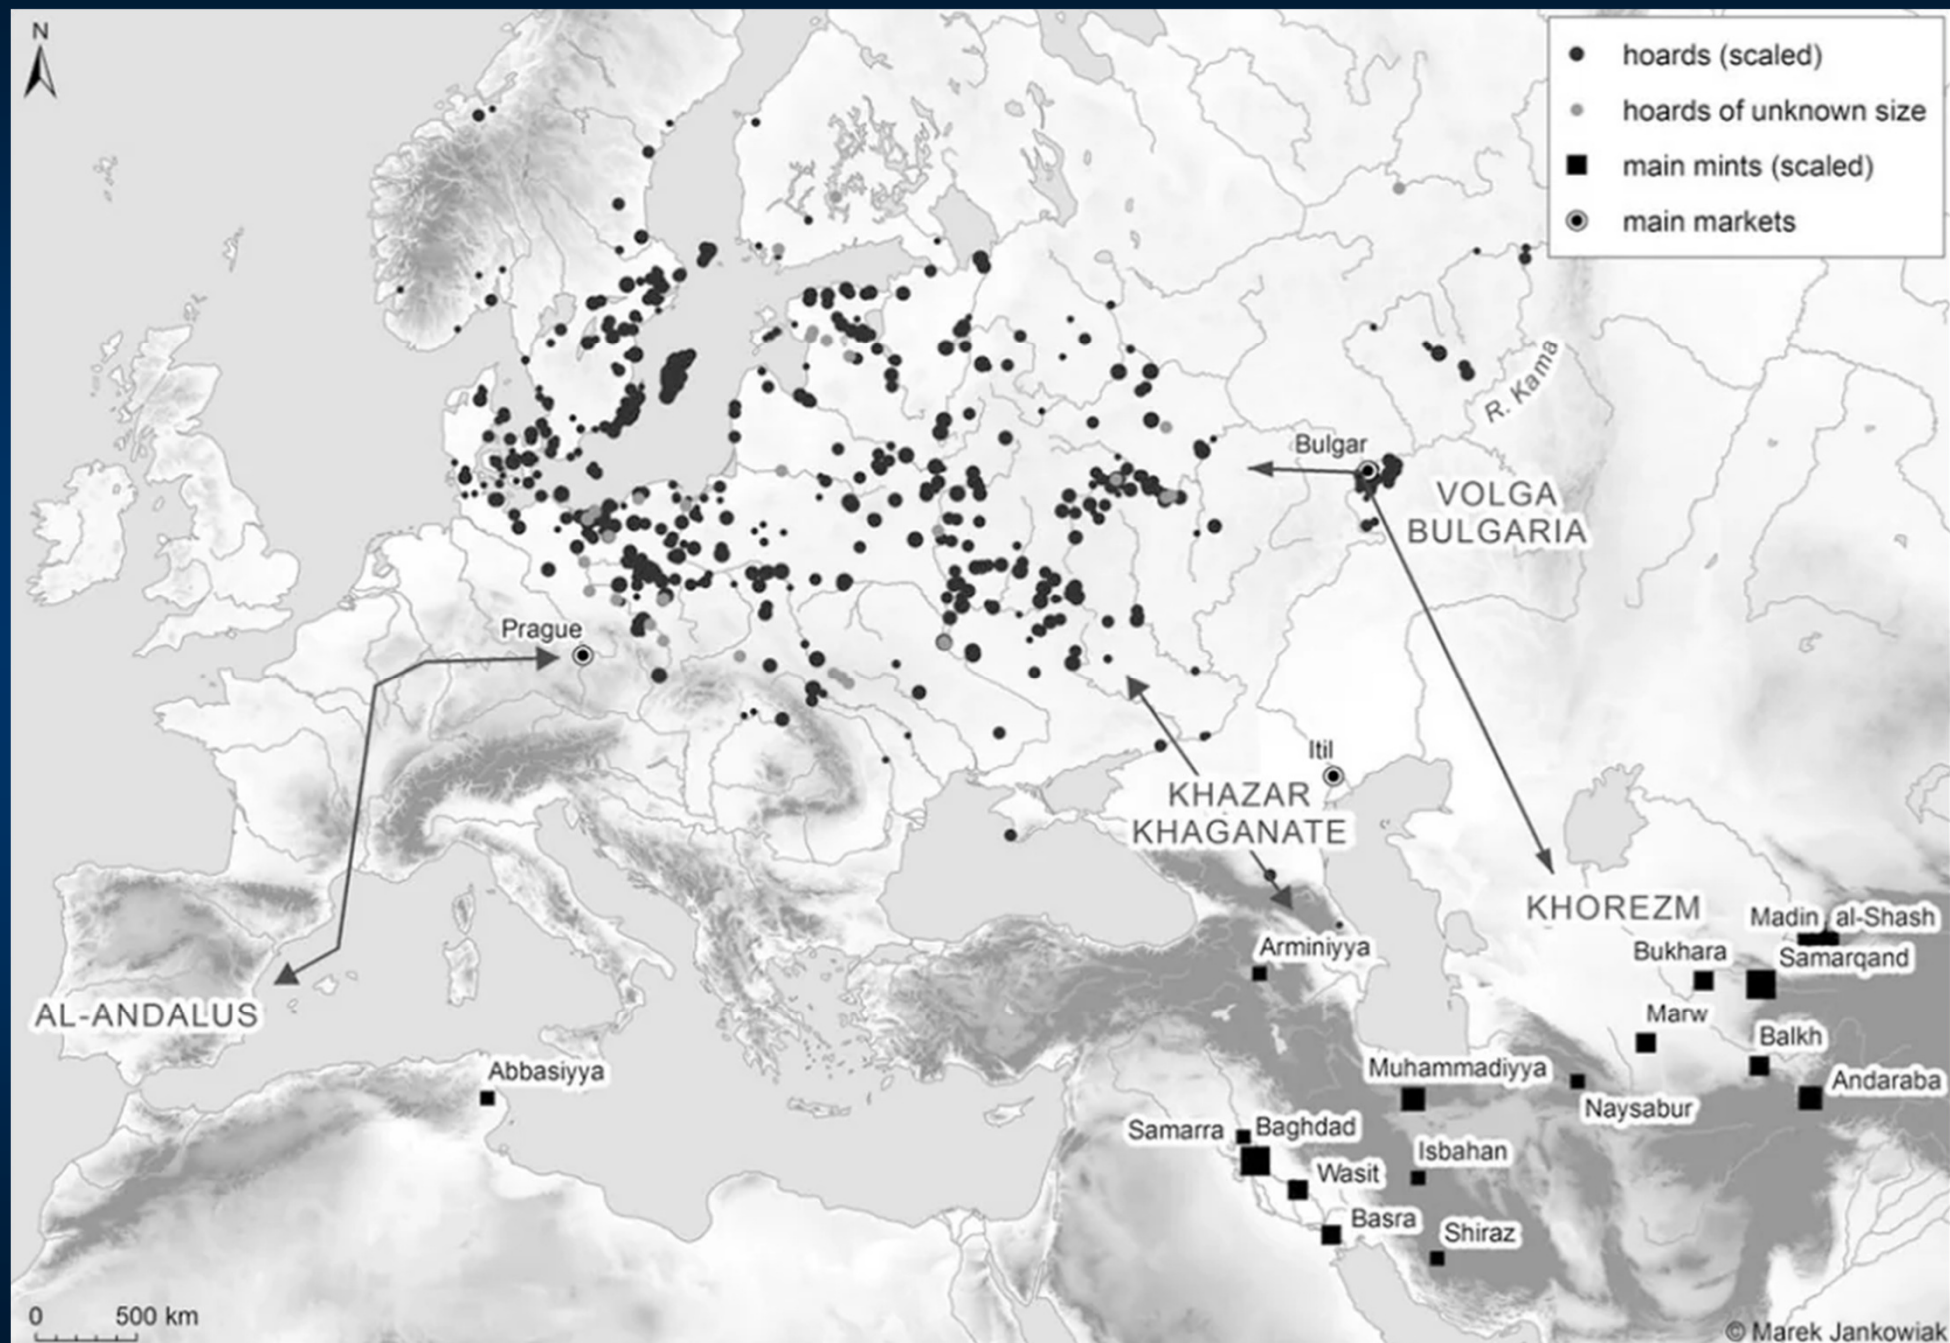 N
hoards (scaled)
hoards of unknown size
main mints (scaled)
main markets
R. Kama
Bulgar
VOLGA
BULGARIA
Prague
Itil
KHAZAR
KHAGANATE
KHOREZM
Madin. al-Shash
Arminiyya
Bukhara
Samarqand
AL-ANDALUS
Marw
Balkh
Abbasiyya
Muhammadiyya
Andaraba
Naysabur
Samarra
Baghdad
Isbahan
Wasit
Basra
Shiraz
0 500 km
© Marek Jankowiak